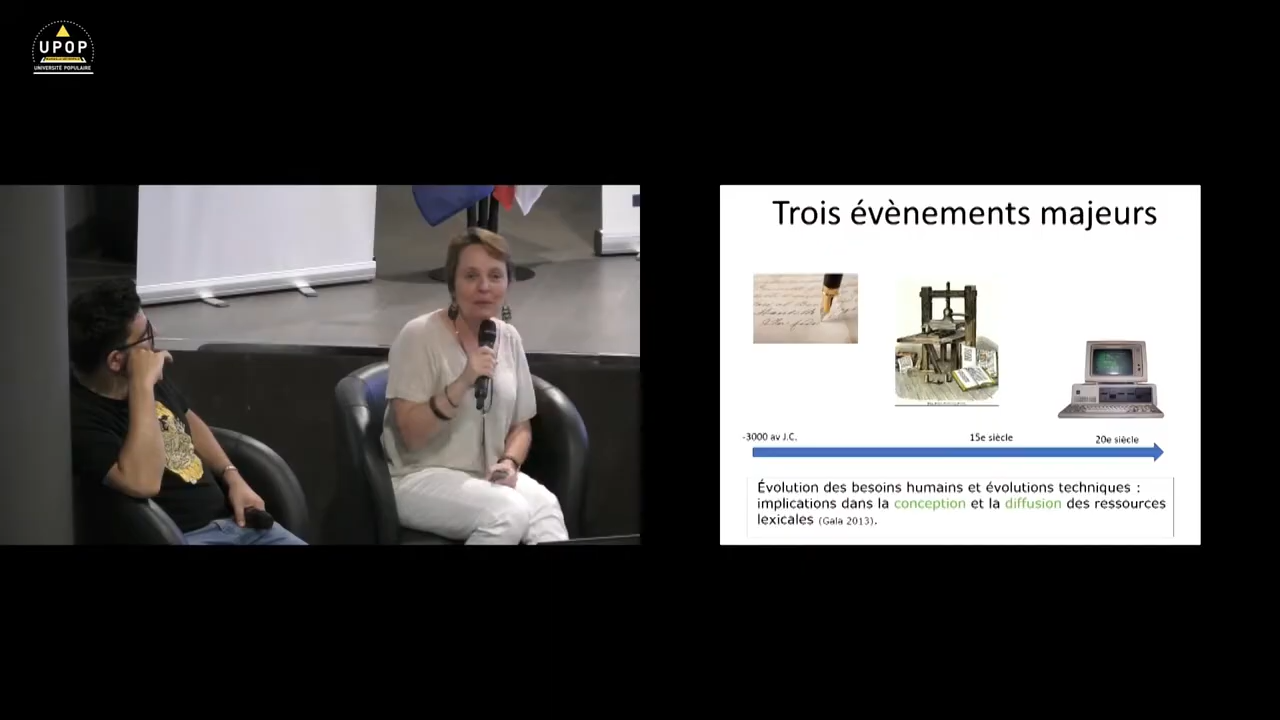 UPOP
UNIVERSITÉ POPULAIRE
Trois évènements majeurs
-3000 av J.C.
15e siècle
20e siècle
Évolution des besoins humains et évolutions techniques :
implications dans la conception et la diffusion des ressources
lexicales (Gala 2013).